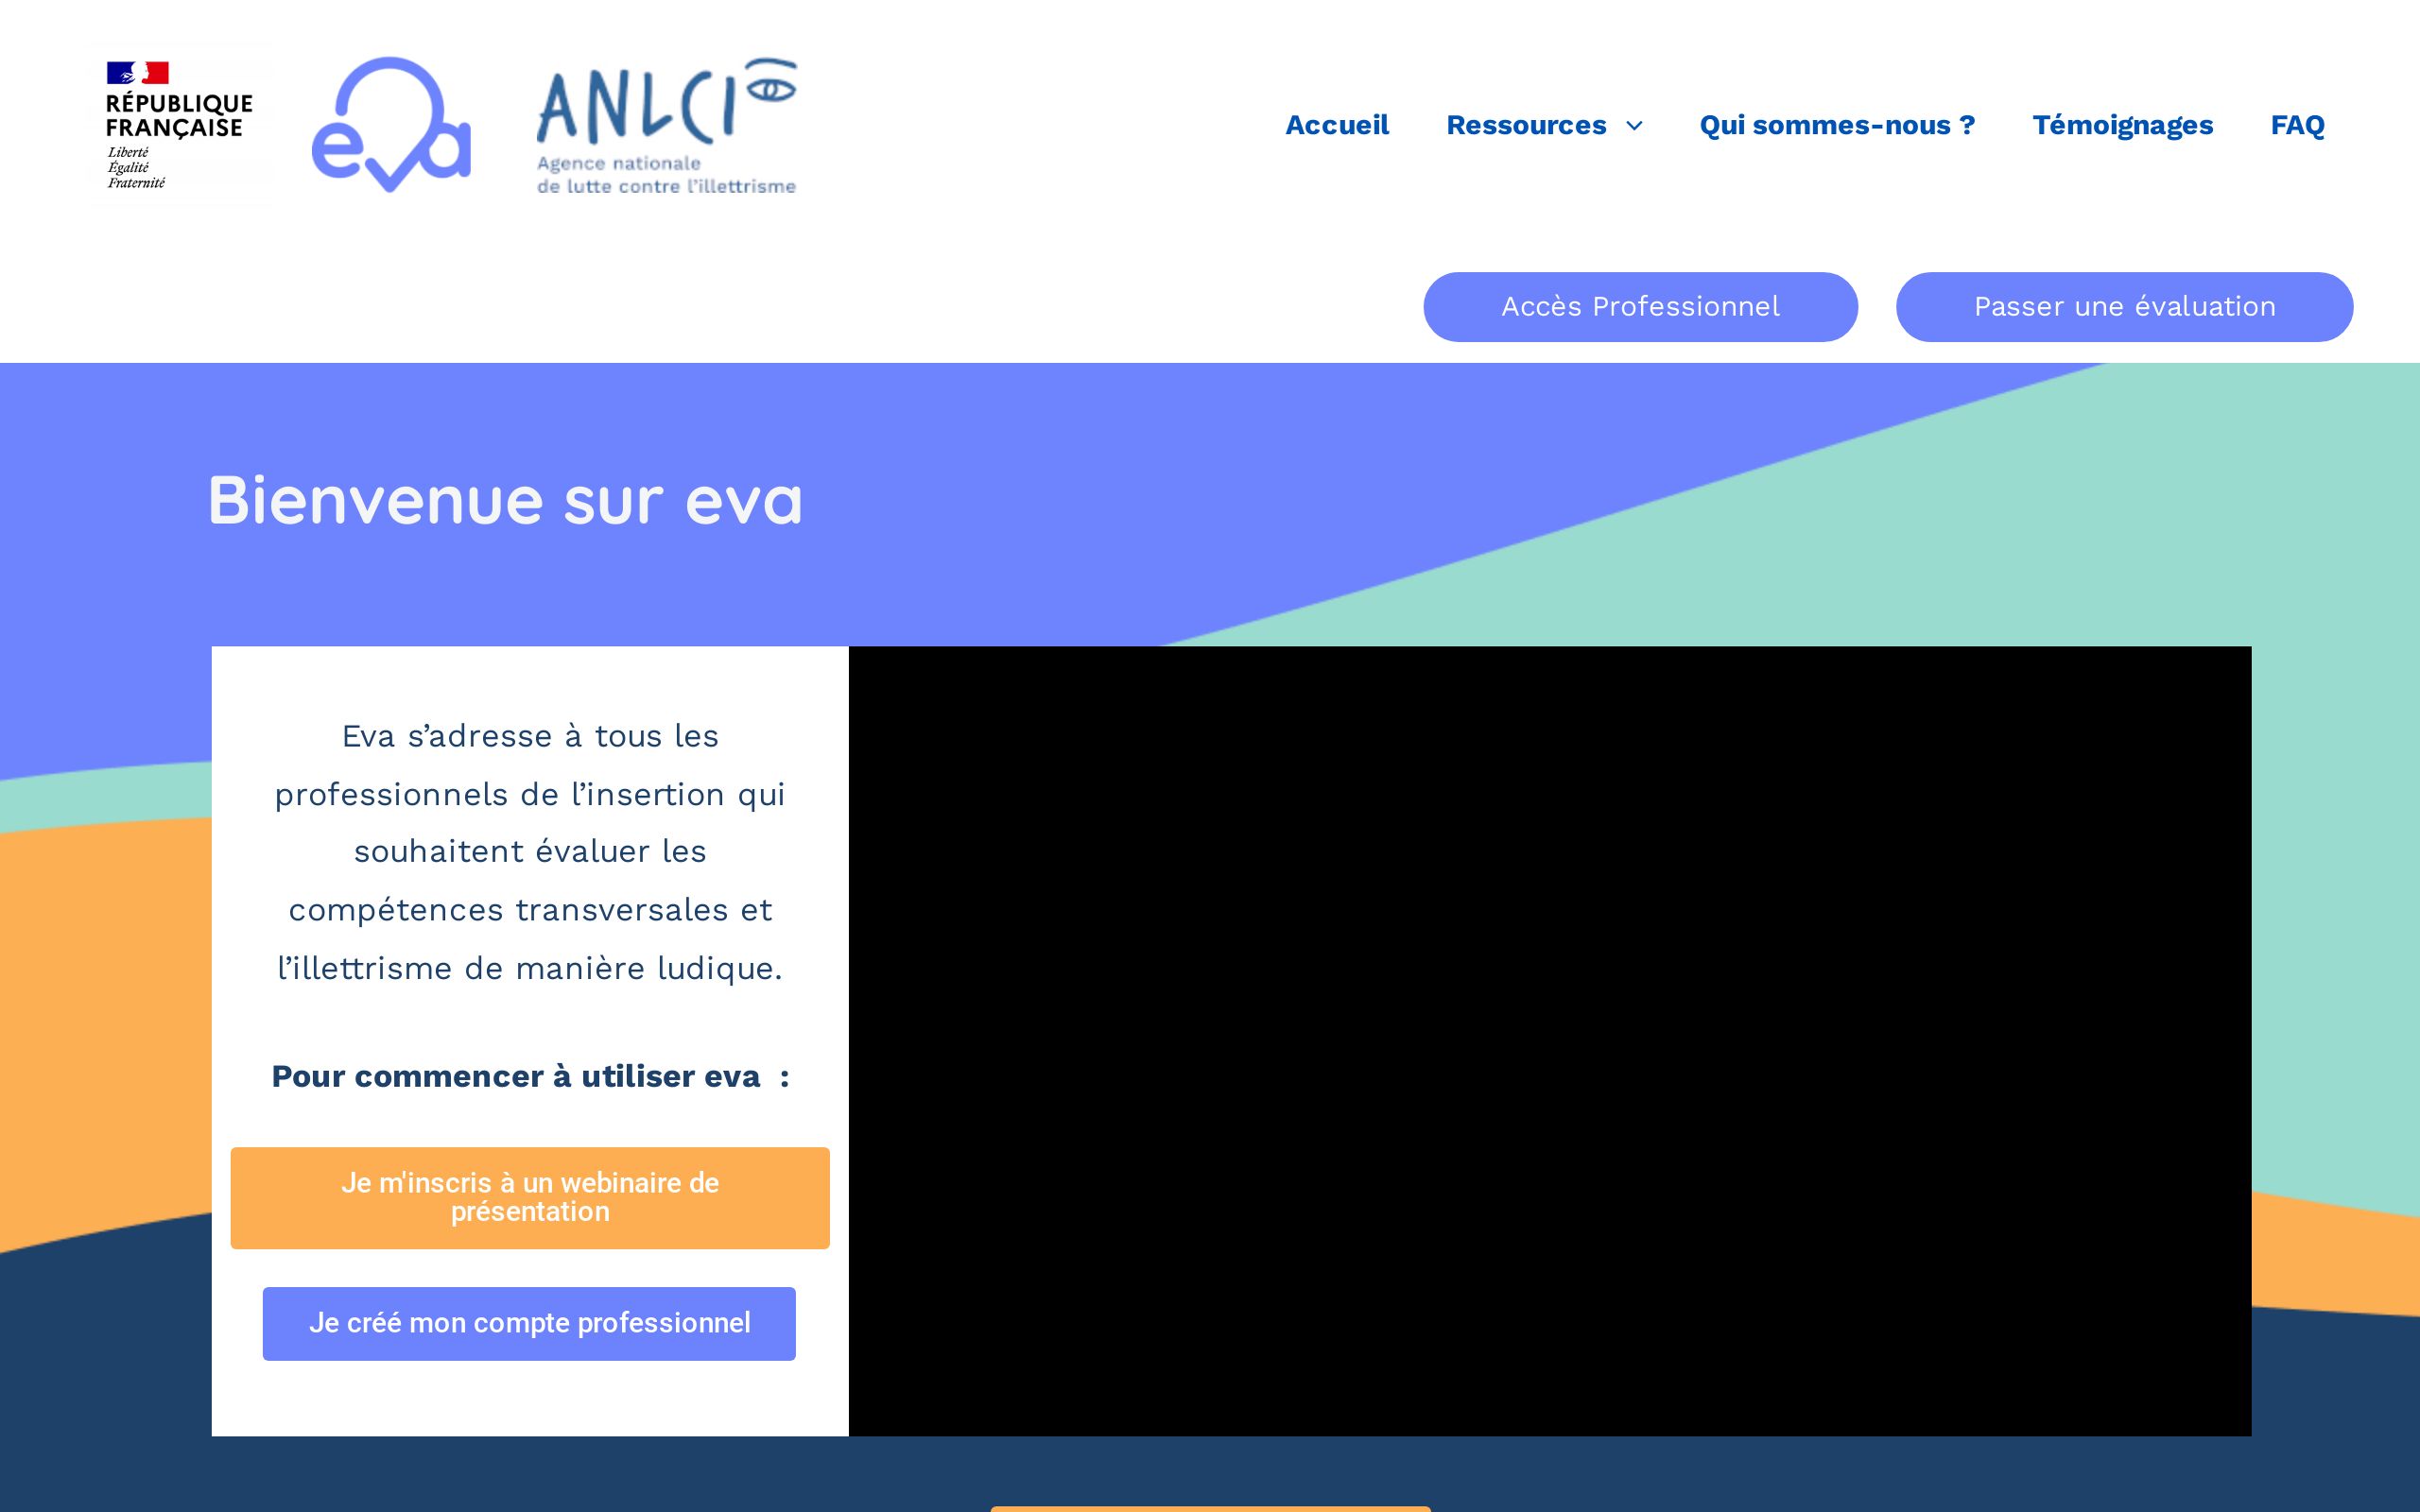 RÉPUBLIQUE
FRANÇAISE
Liberté
Égalité
Fraternité
eva
ANLCI
Agence nationale
de lutte contre l’illettrisme
Accueil Ressources Qui sommes-nous ? Témoignages FAQ
Accès Professionnel Passer une évaluation
Bienvenue sur eva
Eva s’adresse à tous les
professionnels de l’insertion qui
souhaitent évaluer les
compétences transversales et
l’illettrisme de manière ludique.
Pour commencer à utiliser eva :
Je m'inscris à un webinaire de
présentation
Je créé mon compte professionnel